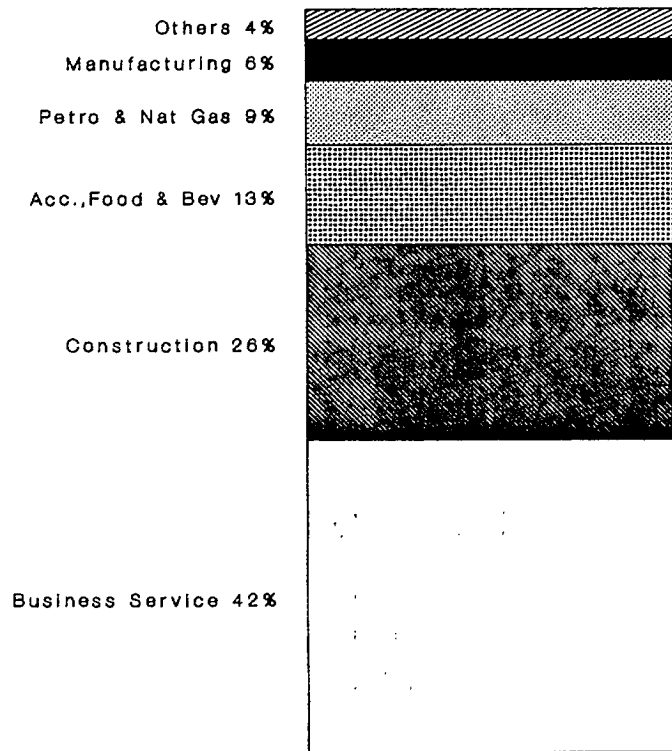 Others 4%
Manufacturing 6%
Petro & Nat Gas 9%
Acc.,Food & Bev 13%
Construction 26%
Business Service 42%